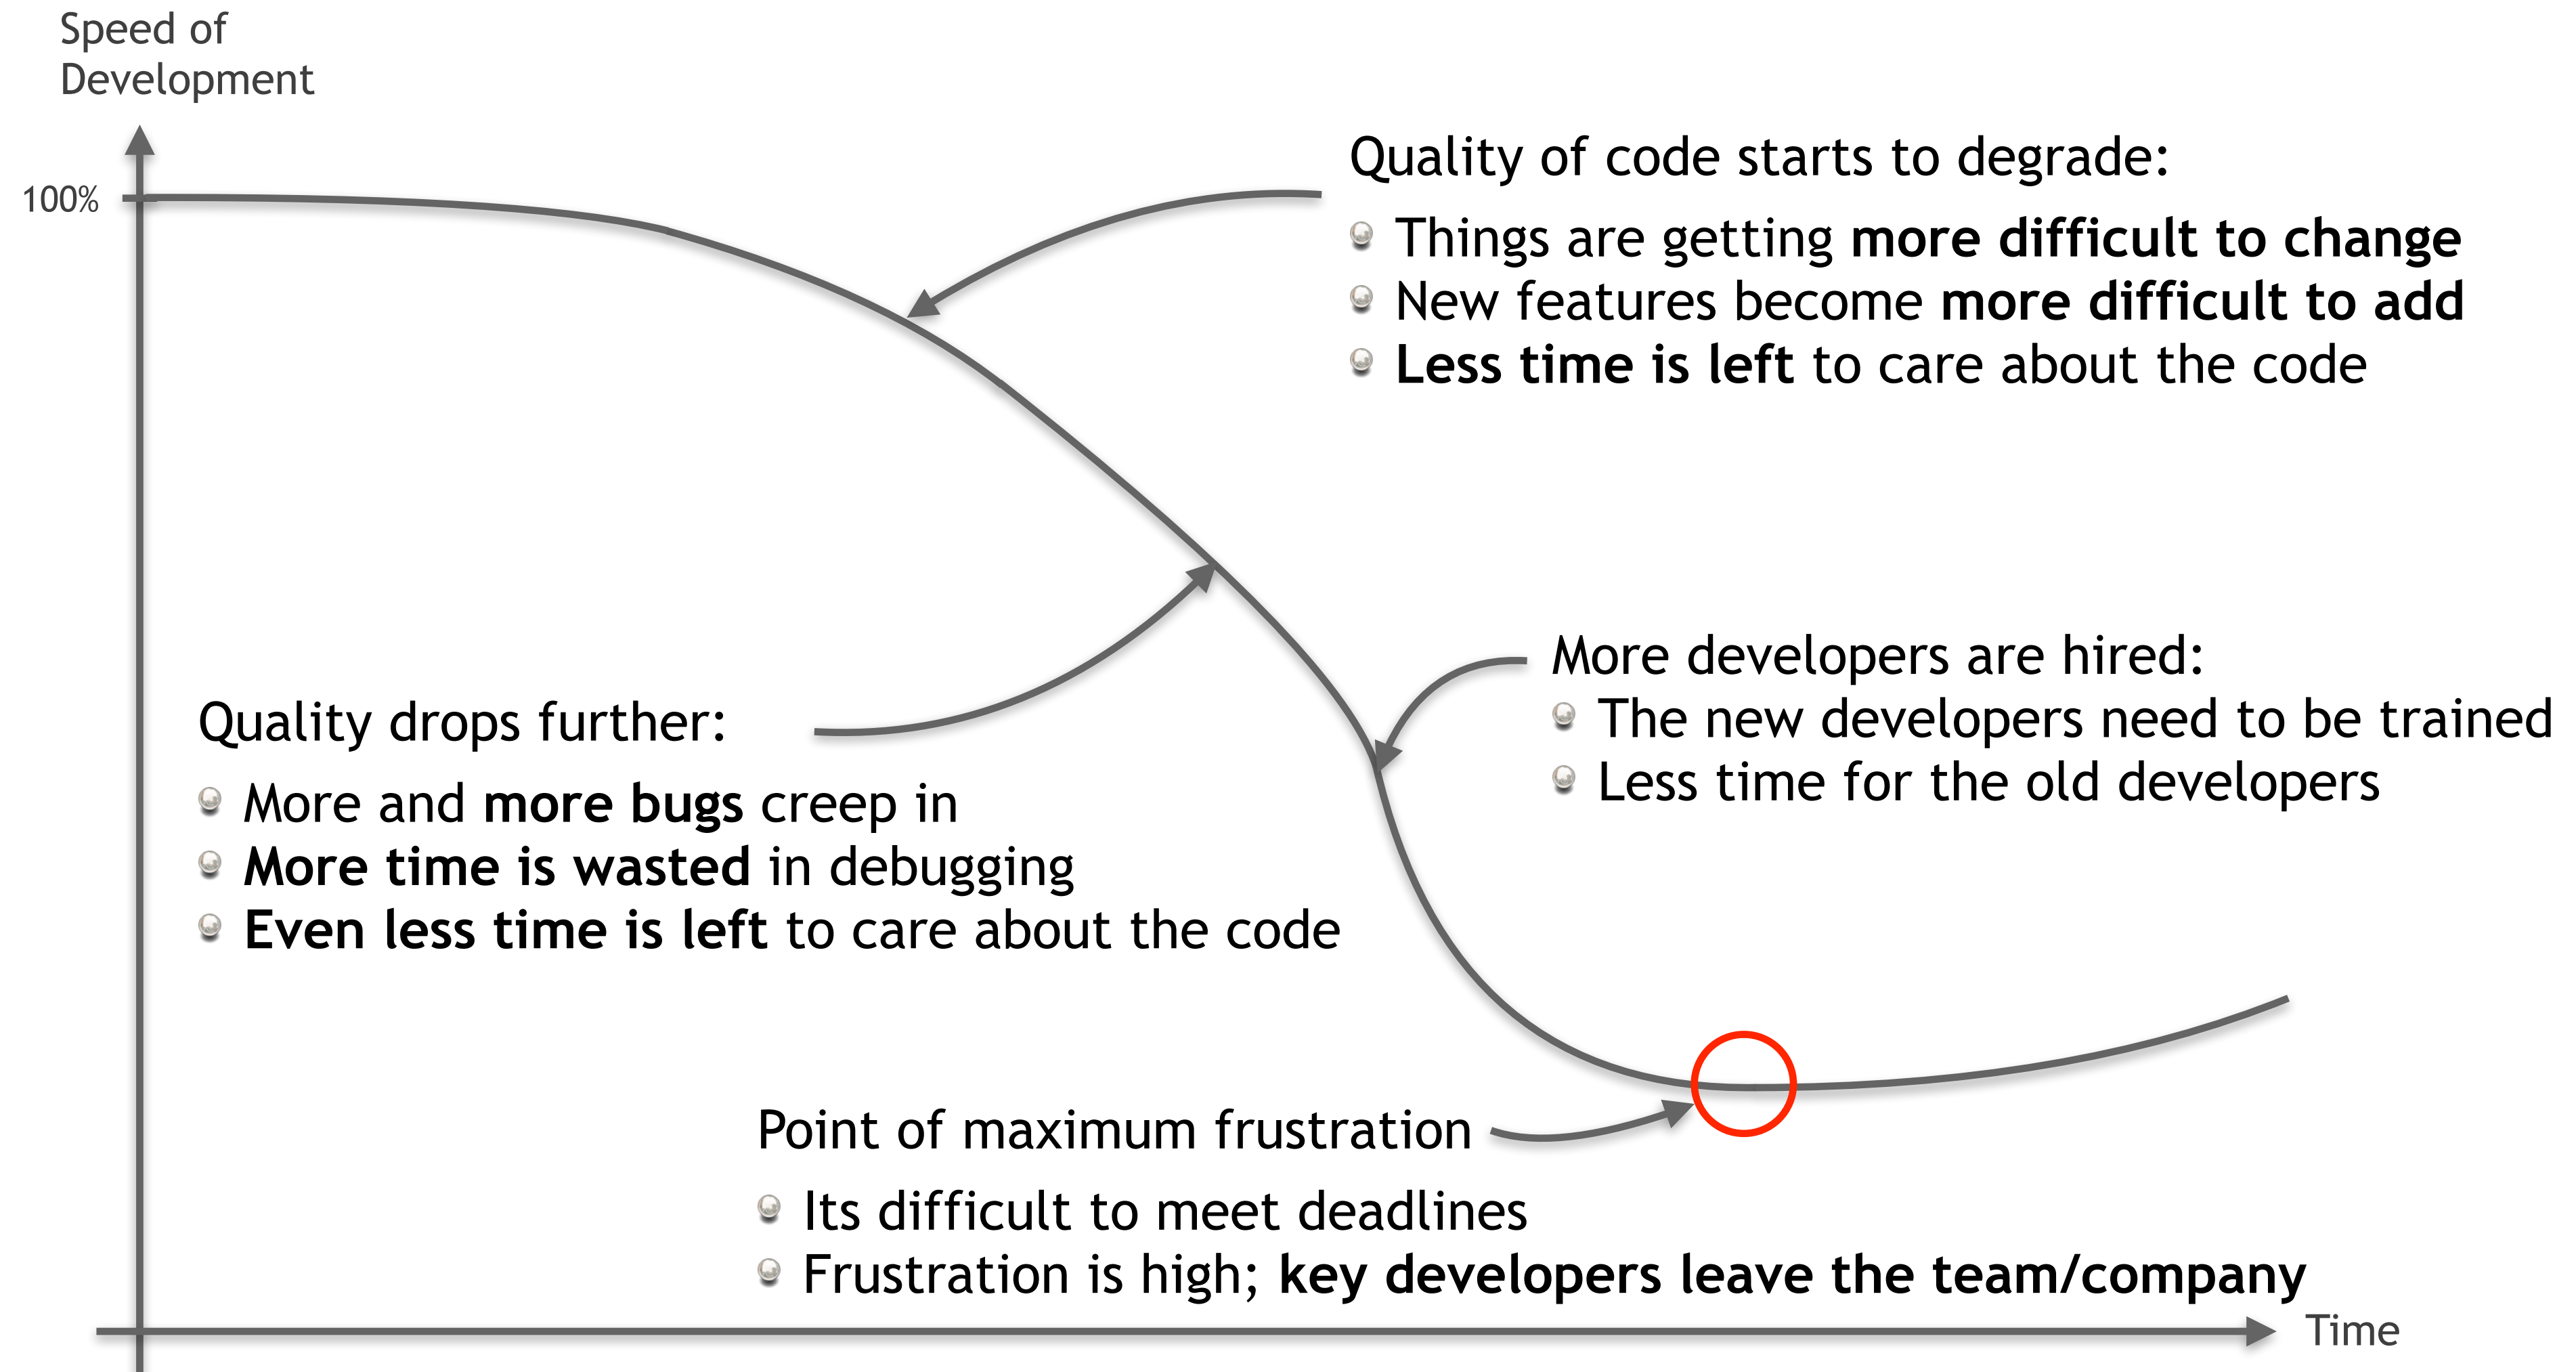 Speed of
Development
100%
Quality of code starts to degrade:
Things are getting more difficult to change
New features become more difficult to add
Less time is left to care about the code
More developers are hired:
The new developers need to be trained
Less time for the old developers
Quality drops further:
More and more bugs creep in
More time is wasted in debugging
Even less time is left to care about the code
Point of maximum frustration
Its difficult to meet deadlines
Frustration is high; key developers leave the team/company
Time